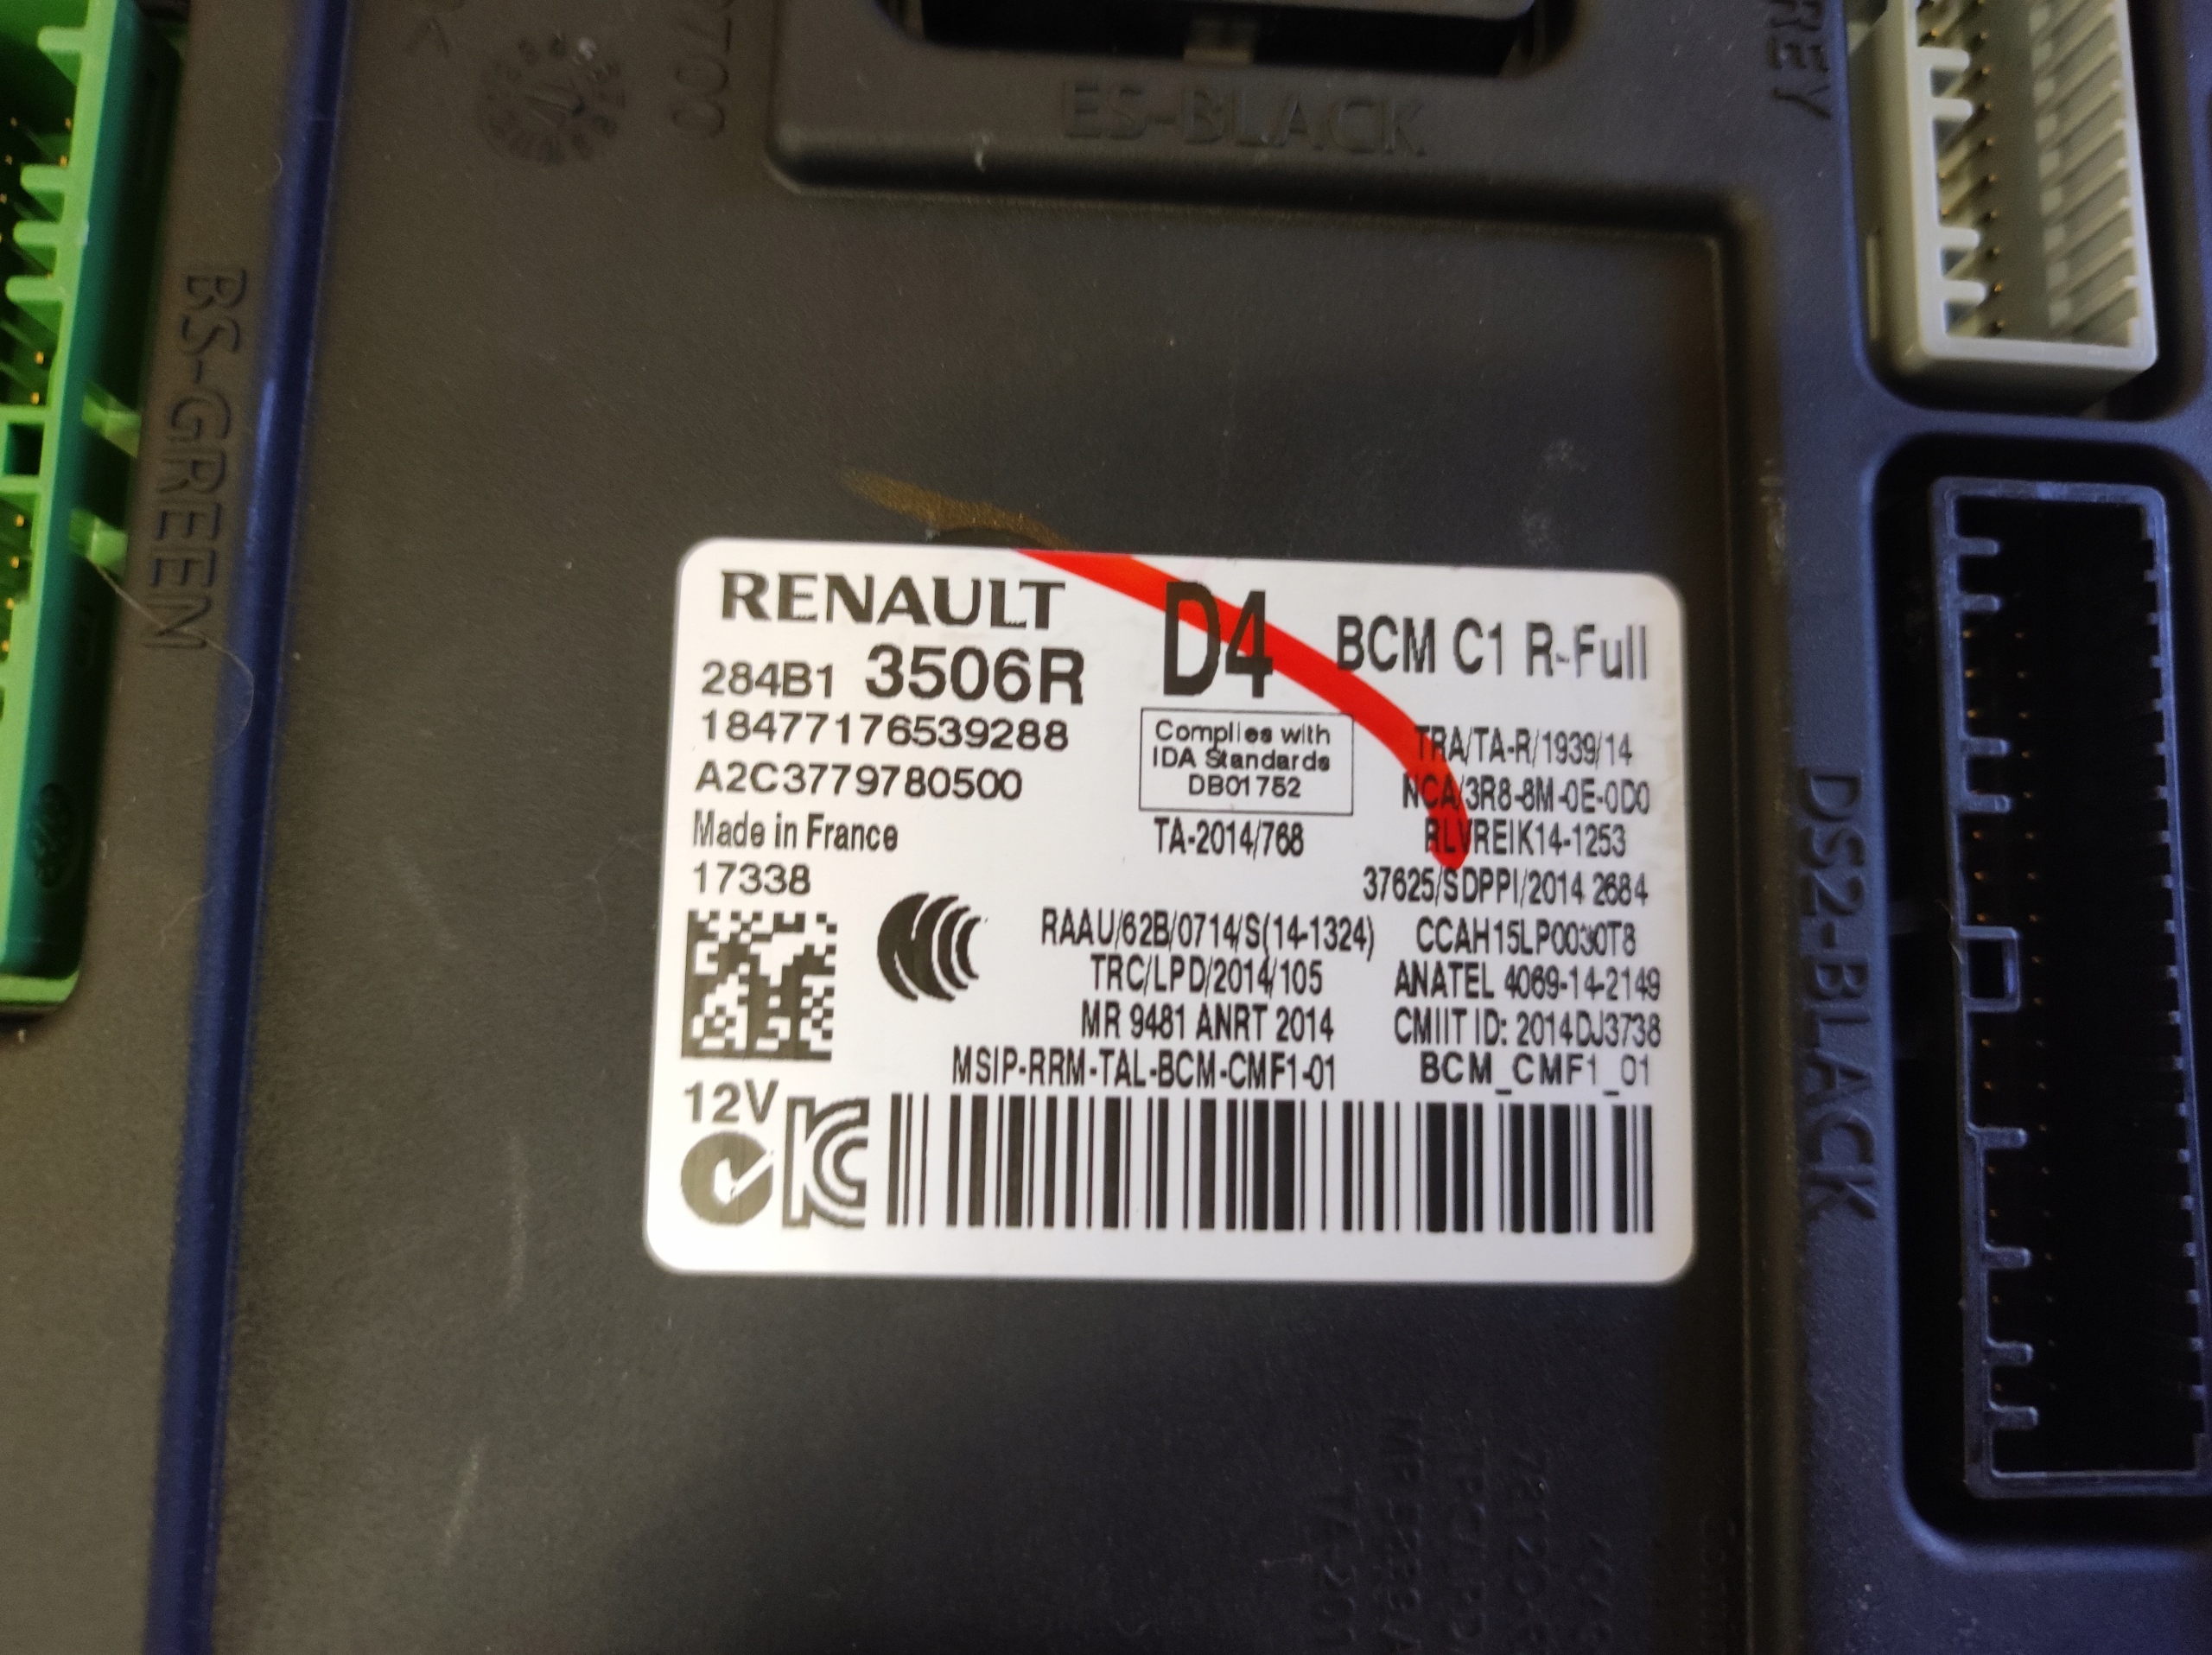 ES-BLACK
BS-GREEN
RENAULT
D4
BCM C1 R-Full
284B1 3506R
18477176539288
A2C3779780500
Made in France
17338
Complies with
IDA Standards
DB01752
TA-2014/768
TRA/TA-R/1939/14
NCA/3R8-8M-0E-0D0
RLVREIK14-1253
37625/SDPPI/2014 2684
RAAU/62B/0714/S(14-1324)
CCAH15LP0030T8
TRC/LPD/2014/105
ANATEL 4069-14-2149
MR 9481 ANRT 2014
CMIIT ID: 2014DJ3738
MSIP-RRM-TAL-BCM-CMF1-01
BCM_CMF1_01
12V
DS2-BLACK